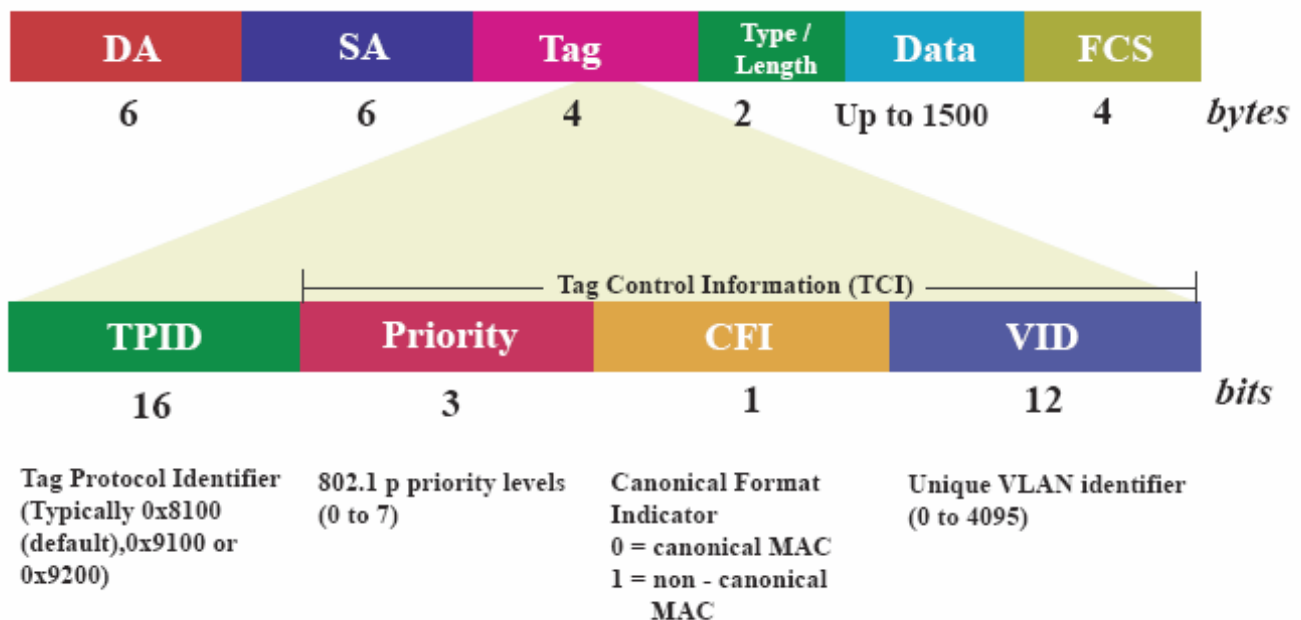 DA SA Tag Type / Length Data FCS
6 6 4 2 Up to 1500 4 bytes
Tag Control Information (TCI)
TPID Priority CFI VID
16 3 1 12 bits
Tag Protocol Identifier
(Typically 0x8100
(default),0x9100 or
0x9200)
802.1 p priority levels
(0 to 7)
Canonical Format
Indicator
0 = canonical MAC
1 = non - canonical
MAC
Unique VLAN identifier
(0 to 4095)